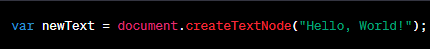 var newText = document.createTextNode("Hello, World!");